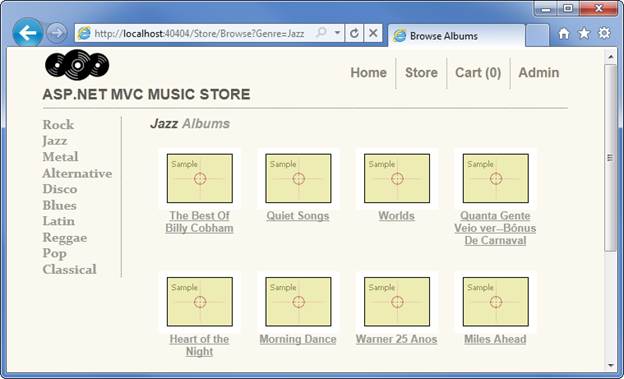 http://localhost:40404/Store/Browse?Genre=Jazz
Browse Albums
ASP.NET MVC MUSIC STORE
Home
Store
Cart (0)
Admin
Rock
Jazz
Metal
Alternative
Disco
Blues
Latin
Reggae
Pop
Classical
Jazz Albums
Sample
Sample
Sample
Sample
The Best Of
Billy Cobham
Quiet Songs
Worlds
Quanta Gente
Veio ver--Bônus
De Carnaval
Sample
Sample
Sample
Sample
Heart of the
Night
Morning Dance
Warner 25 Anos
Miles Ahead